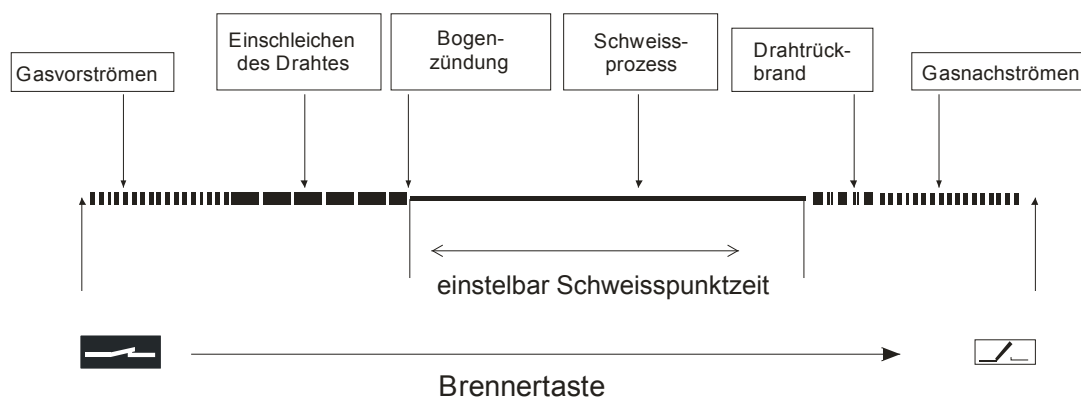 Gasvorströmen
Einschleichen
des Drahtes
Bogen-
zündung
Schweiss-
prozess
Drahtrück-
brand
Gasnachströmen
einstelbar Schweisspunktzeit
Brennertaste